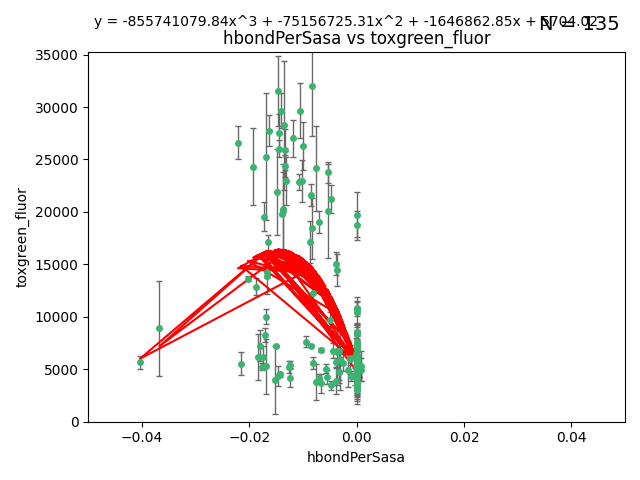 y = -855741079.84x^3 + -75156725.31x^2 + -1646862.85x + 5704.02
N = 135
hbondPerSasa vs toxgreen_fluor
35000
30000
25000
20000
15000
10000
5000
0
toxgreen_fluor
−0.04
−0.02
0.00
0.02
0.04
hbondPerSasa